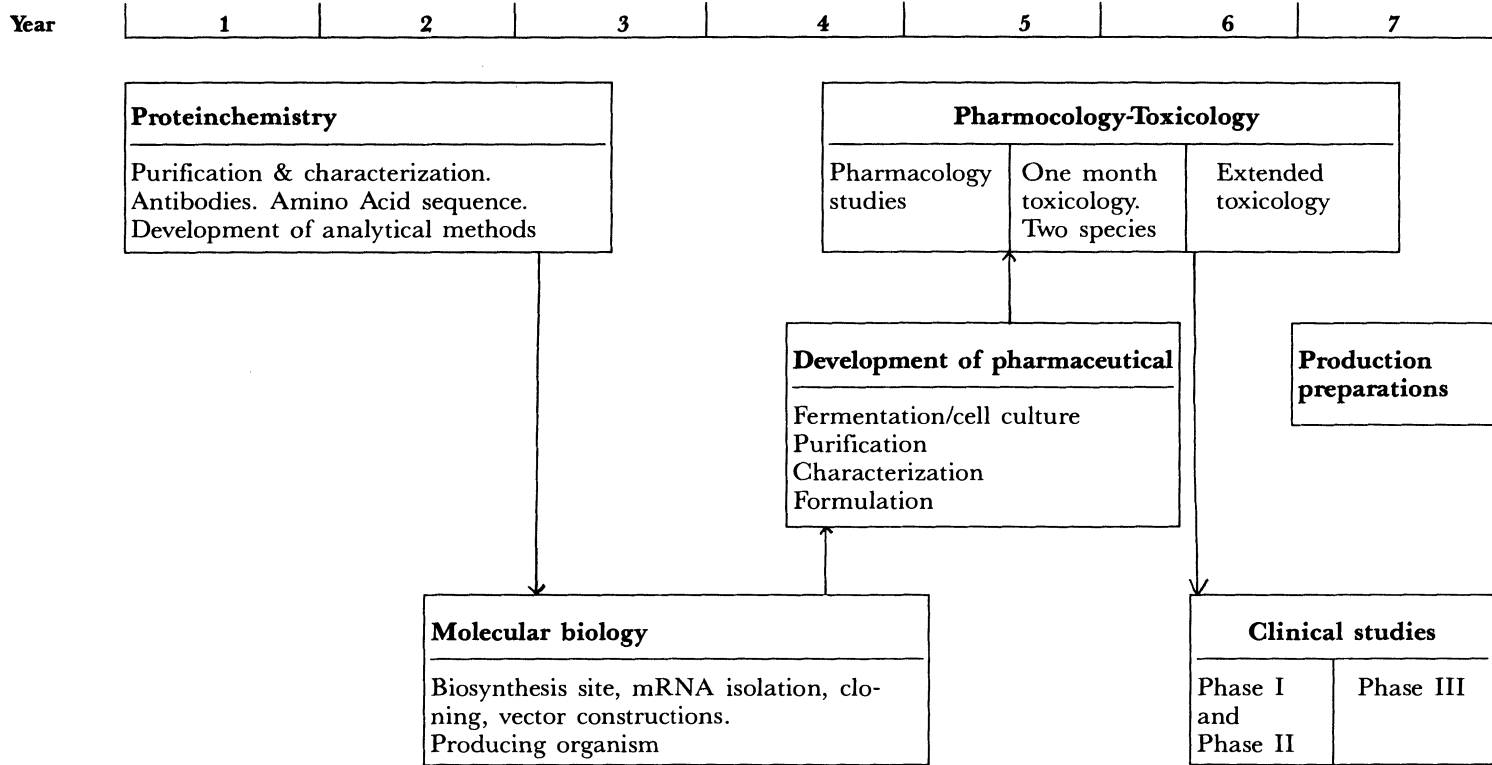 Year 1 2 3 4 5 6 7
Proteinchemistry
Purification & characterization.
Antibodies. Amino Acid sequence.
Development of analytical methods
Pharmocology-Toxicology
Pharmacology
studies
One month
toxicology.
Two species
Extended
toxicology
Development of pharmaceutical
Fermentation/cell culture
Purification
Characterization
Formulation
Production
preparations
Molecular biology
Biosynthesis site, mRNA isolation, clo-
ning, vector constructions.
Producing organism
Clinical studies
Phase I
and
Phase II
Phase III